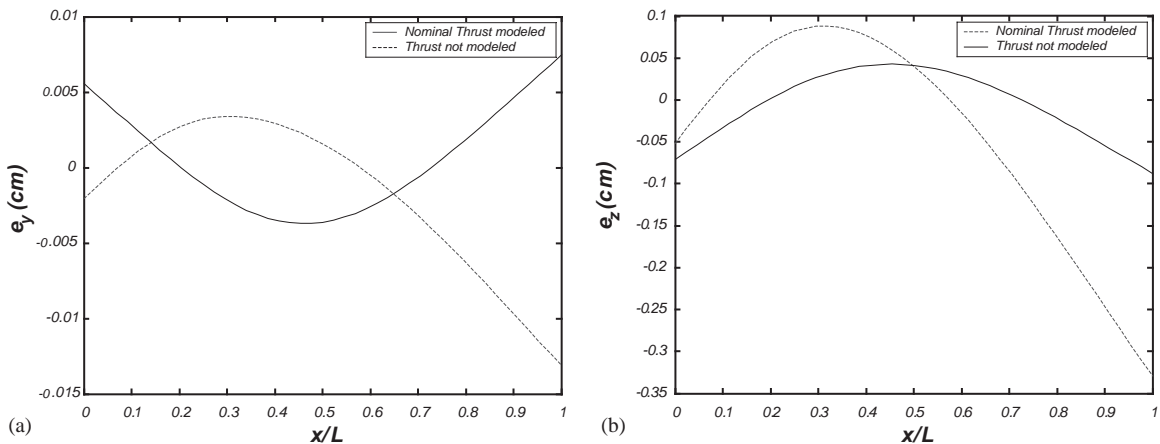 0.01
0.005
0
-0.005
-0.01
-0.015
e_y (cm)
Nominal Thrust modeled
Thrust not modeled
0 0.1 0.2 0.3 0.4 0.5 0.6 0.7 0.8 0.9 1
x/L
(a)
0.1
0.05
0
-0.05
-0.1
-0.15
-0.2
-0.25
-0.3
-0.35
e_z (cm)
Nominal Thrust modeled
Thrust not modeled
0 0.1 0.2 0.3 0.4 0.5 0.6 0.7 0.8 0.9 1
x/L
(b)